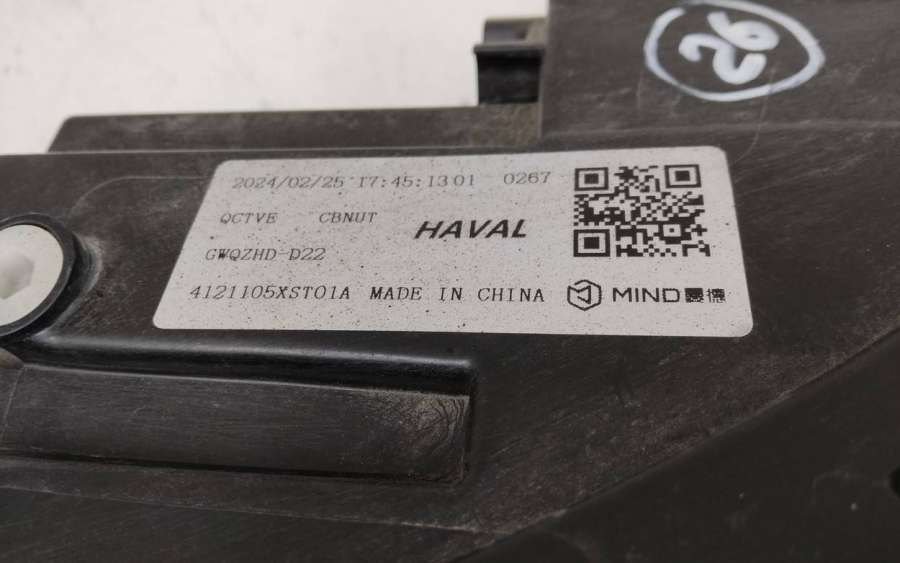 26
2024/02/25 17:45:1301 0267
QCTVE CBNUT
HAVAL
GWQZHD-D22
4121105XST01A MADE IN CHINA MIND曼德